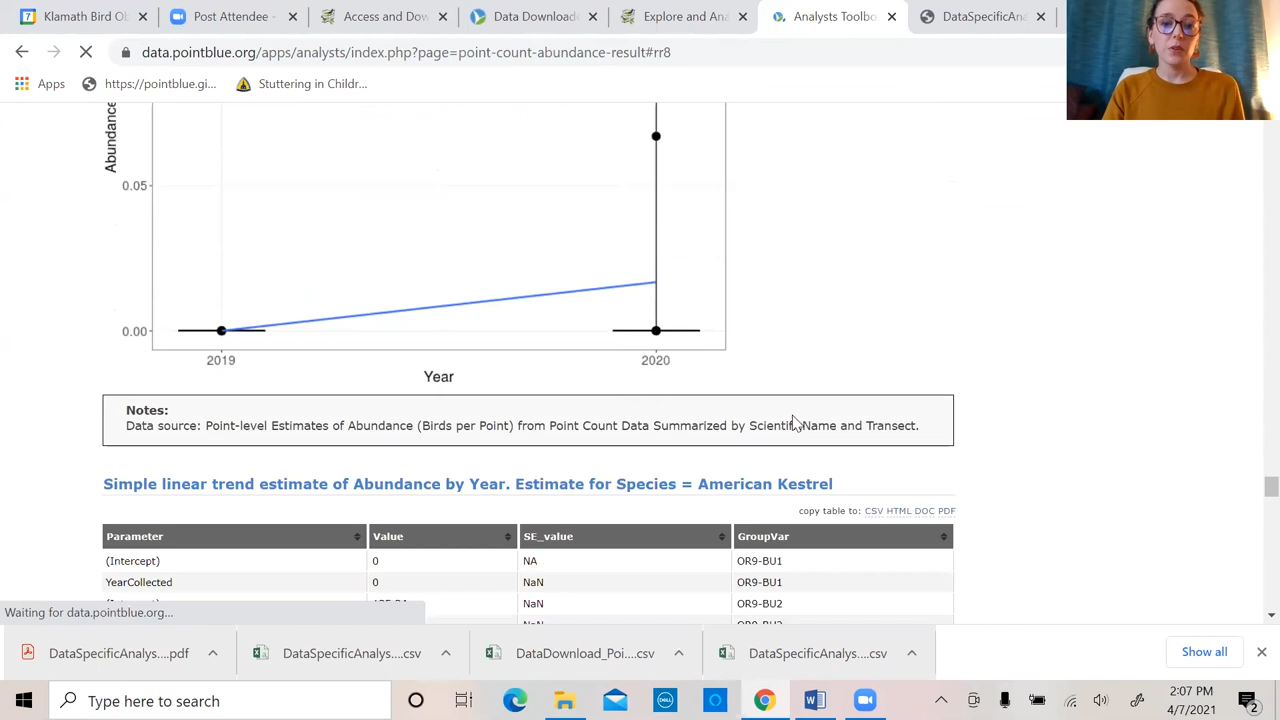 7 Klamath Bird Ob
Post Attendee -
Access and Dow
Data Download
Explore and An
Analysts Toolbo
DataSpecificAna
data.pointblue.org/apps/analysts/index.php?page=point-count-abundance-result#rr8
Apps
https://pointblue.gi...
Stuttering in Childr...
Abundance
0.05
0.00
2019
2020
Year
Notes:
Data source: Point-level Estimates of Abundance (Birds per Point) from Point Count Data Summarized by Scientific Name and Transect.
Simple linear trend estimate of Abundance by Year. Estimate for Species = American Kestrel
copy table to: CSV HTML DOC PDF
Parameter Value SE_value GroupVar
(Intercept) 0 NA OR9-BU1
YearCollected 0 NaN OR9-BU1
NaN OR9-BU2
Waiting for data.pointblue.org...
DataSpecificAnalys....pdf
DataSpecificAnalys....csv
DataDownload_Poi....csv
DataSpecificAnalys....csv
Show all
Type here to search
DELL
2:07 PM
4/7/2021
2